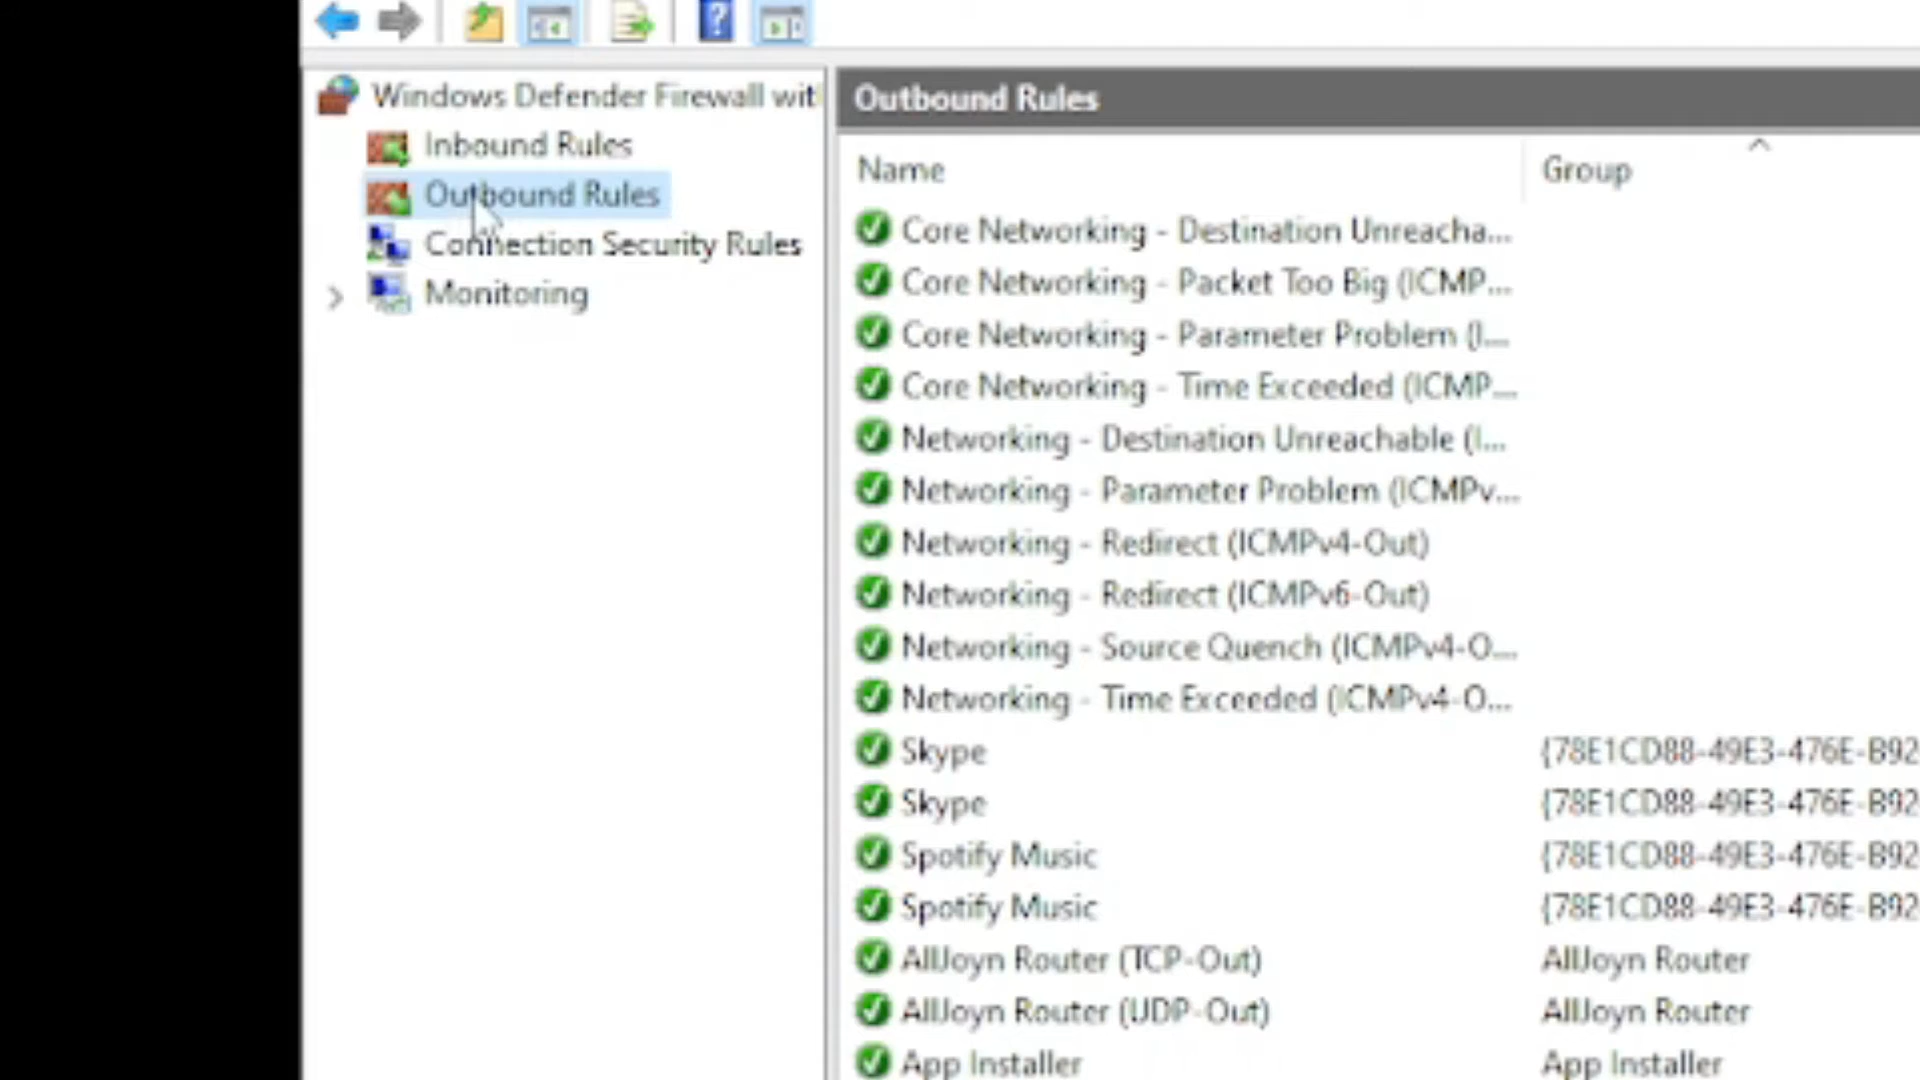 Windows Defender Firewall wit
Inbound Rules
Outbound Rules
Connection Security Rules
Monitoring
Outbound Rules
Name Group
Core Networking - Destination Unreacha...
Core Networking - Packet Too Big (ICMP...
Core Networking - Parameter Problem (I...
Core Networking - Time Exceeded (ICMP...
Networking - Destination Unreachable (I...
Networking - Parameter Problem (ICMPv...
Networking - Redirect (ICMPv4-Out)
Networking - Redirect (ICMPv6-Out)
Networking - Source Quench (ICMPv4-O...
Networking - Time Exceeded (ICMPv4-O...
Skype {78E1CD88-49E3-476E-B92
Skype {78E1CD88-49E3-476E-B92
Spotify Music {78E1CD88-49E3-476E-B92
Spotify Music {78E1CD88-49E3-476E-B92
AllJoyn Router (TCP-Out) AllJoyn Router
AllJoyn Router (UDP-Out) AllJoyn Router
App Installer App Installer